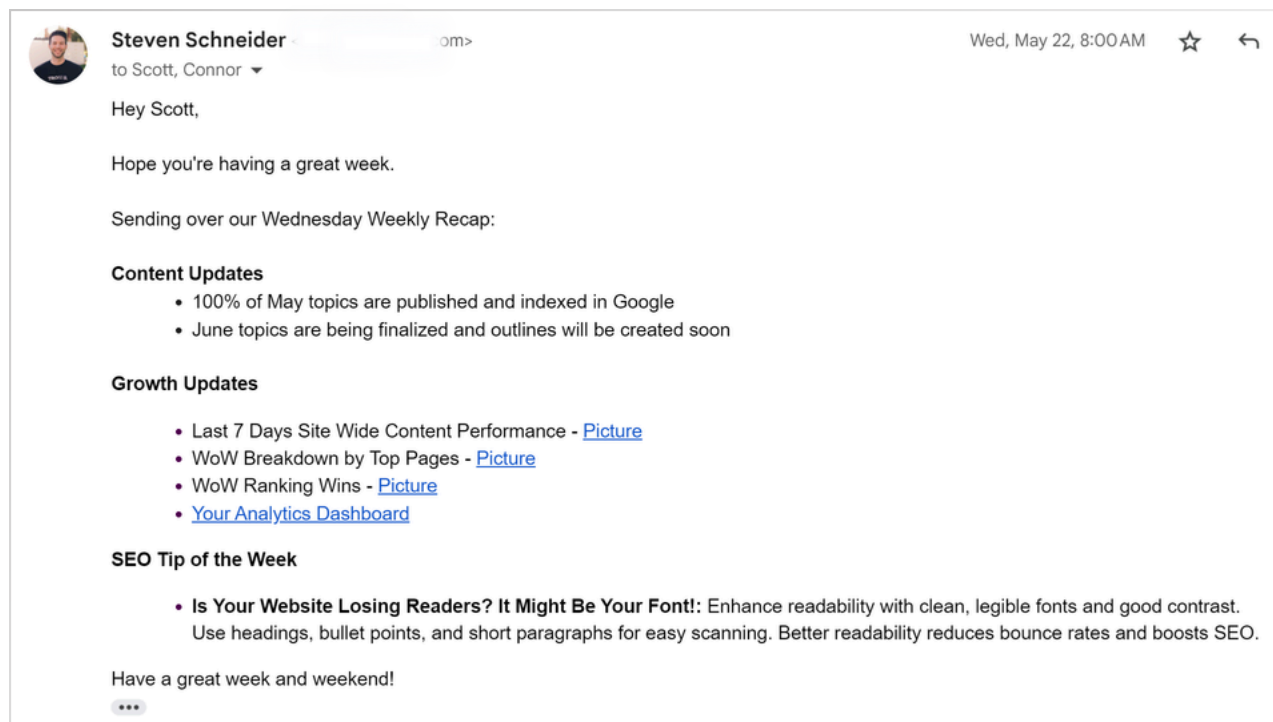 Steven Schneider < om>
Wed, May 22, 8:00 AM
to Scott, Connor
Hey Scott,
Hope you're having a great week.
Sending over our Wednesday Weekly Recap:
Content Updates
• 100% of May topics are published and indexed in Google
• June topics are being finalized and outlines will be created soon
Growth Updates
• Last 7 Days Site Wide Content Performance - Picture
• WoW Breakdown by Top Pages - Picture
• WoW Ranking Wins - Picture
• Your Analytics Dashboard
SEO Tip of the Week
• Is Your Website Losing Readers? It Might Be Your Font!: Enhance readability with clean, legible fonts and good contrast.
Use headings, bullet points, and short paragraphs for easy scanning. Better readability reduces bounce rates and boosts SEO.
Have a great week and weekend!